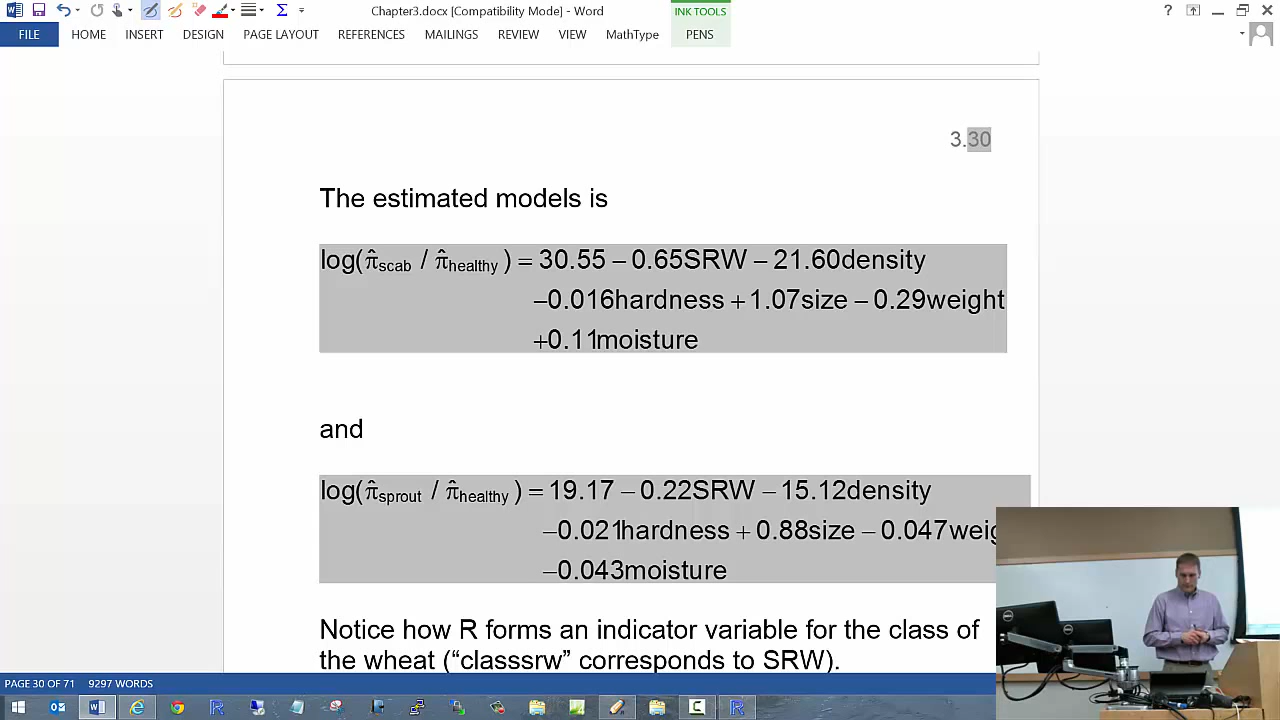 Chapter3.docx [Compatibility Mode] - Word
INK TOOLS
FILE HOME INSERT DESIGN PAGE LAYOUT REFERENCES MAILINGS REVIEW VIEW MathType PENS
3.30
The estimated models is
log(π̂scab / π̂healthy) = 30.55 − 0.65SRW − 21.60density
−0.016hardness + 1.07size − 0.29weight
+0.11moisture
and
log(π̂sprout / π̂healthy) = 19.17 − 0.22SRW − 15.12density
−0.021hardness + 0.88size − 0.047weig
−0.043moisture
Notice how R forms an indicator variable for the class of
the wheat (“classsrw” corresponds to SRW).
PAGE 30 OF 71 9297 WORDS